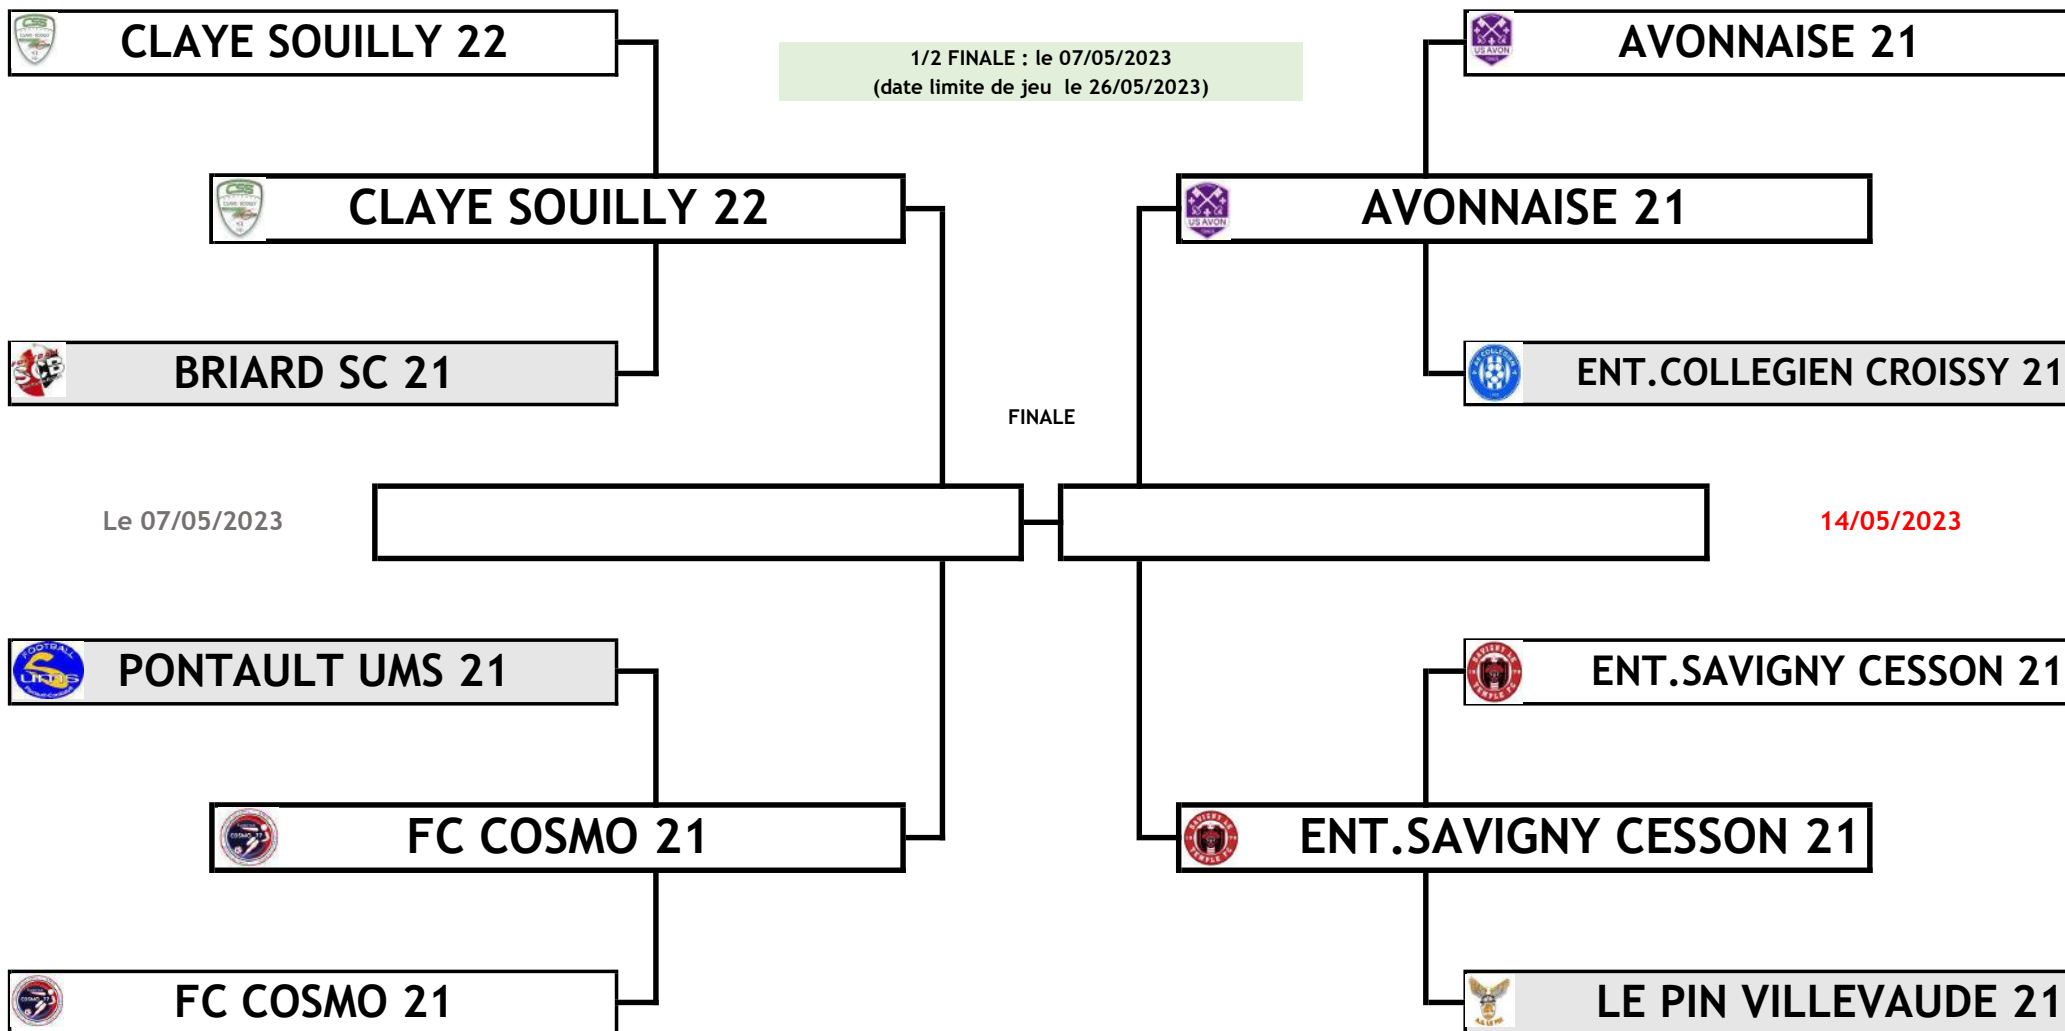 CLAYE SOUILLY 22
1/2 FINALE : le 07/05/2023
(date limite de jeu le 26/05/2023)
AVONNAISE 21
CLAYE SOUILLY 22
AVONNAISE 21
BRIARD SC 21
ENT.COLLEGIEN CROISSY 21
FINALE
Le 07/05/2023
14/05/2023
PONTAULT UMS 21
ENT.SAVIGNY CESSON 21
FC COSMO 21
ENT.SAVIGNY CESSON 21
FC COSMO 21
LE PIN VILLEVAUDE 21